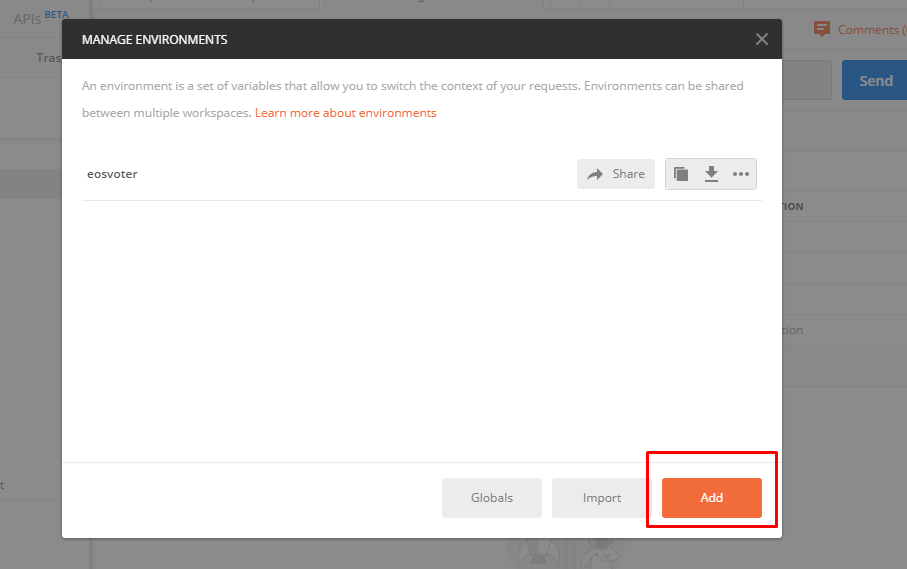 APIs BETA
Comments (
Tras
MANAGE ENVIRONMENTS
An environment is a set of variables that allow you to switch the context of your requests. Environments can be shared
between multiple workspaces. Learn more about environments
Send
eosvoter
Share
TION
tion
t
Globals
Import
Add